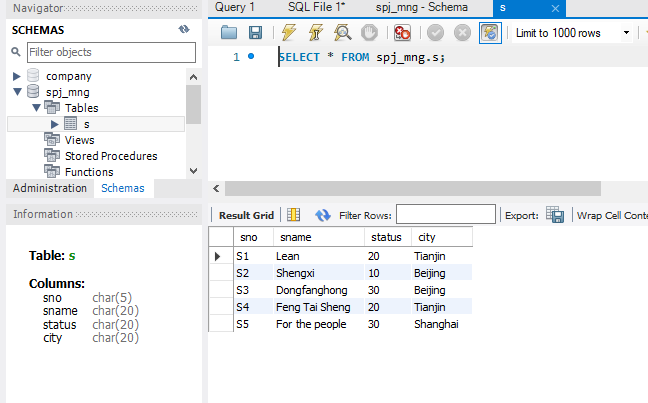 Navigator
SCHEMAS
Filter objects
company
spj_mng
Tables
s
Views
Stored Procedures
Functions
Administration Schemas
Information
Table: s
Columns:
sno char(5)
sname char(20)
status char(20)
city char(20)
Query 1 SQL File 1* spj_mng - Schema s
Limit to 1000 rows
1 SELECT * FROM spj_mng.s;
Result Grid Filter Rows: Export: Wrap Cell Conte
sno sname status city
S1 Lean 20 Tianjin
S2 Shengxi 10 Beijing
S3 Dongfanghong 30 Beijing
S4 Feng Tai Sheng 20 Tianjin
S5 For the people 30 Shanghai